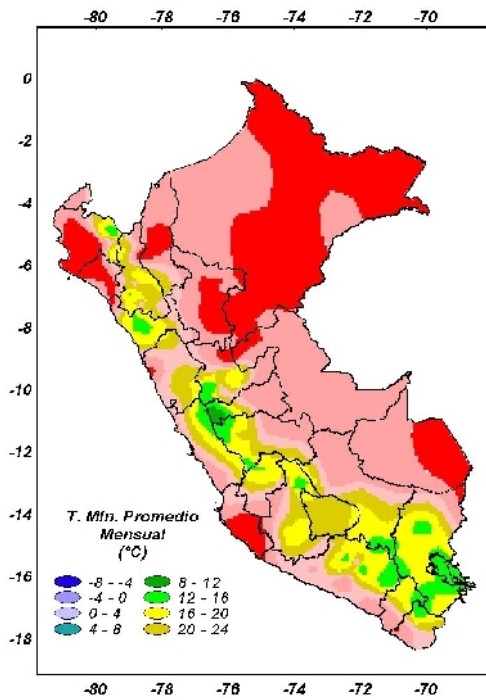 -80 -78 -76 -74 -72 -70
0
-2
-4
-6
-8
-10
-12
-14
-16
-18
T. Mín. Promedio
Mensual
(°C)
-8 - -4 8 - 12
-4 - 0 12 - 16
0 - 4 16 - 20
4 - 8 20 - 24
-80 -78 -76 -74 -72 -70